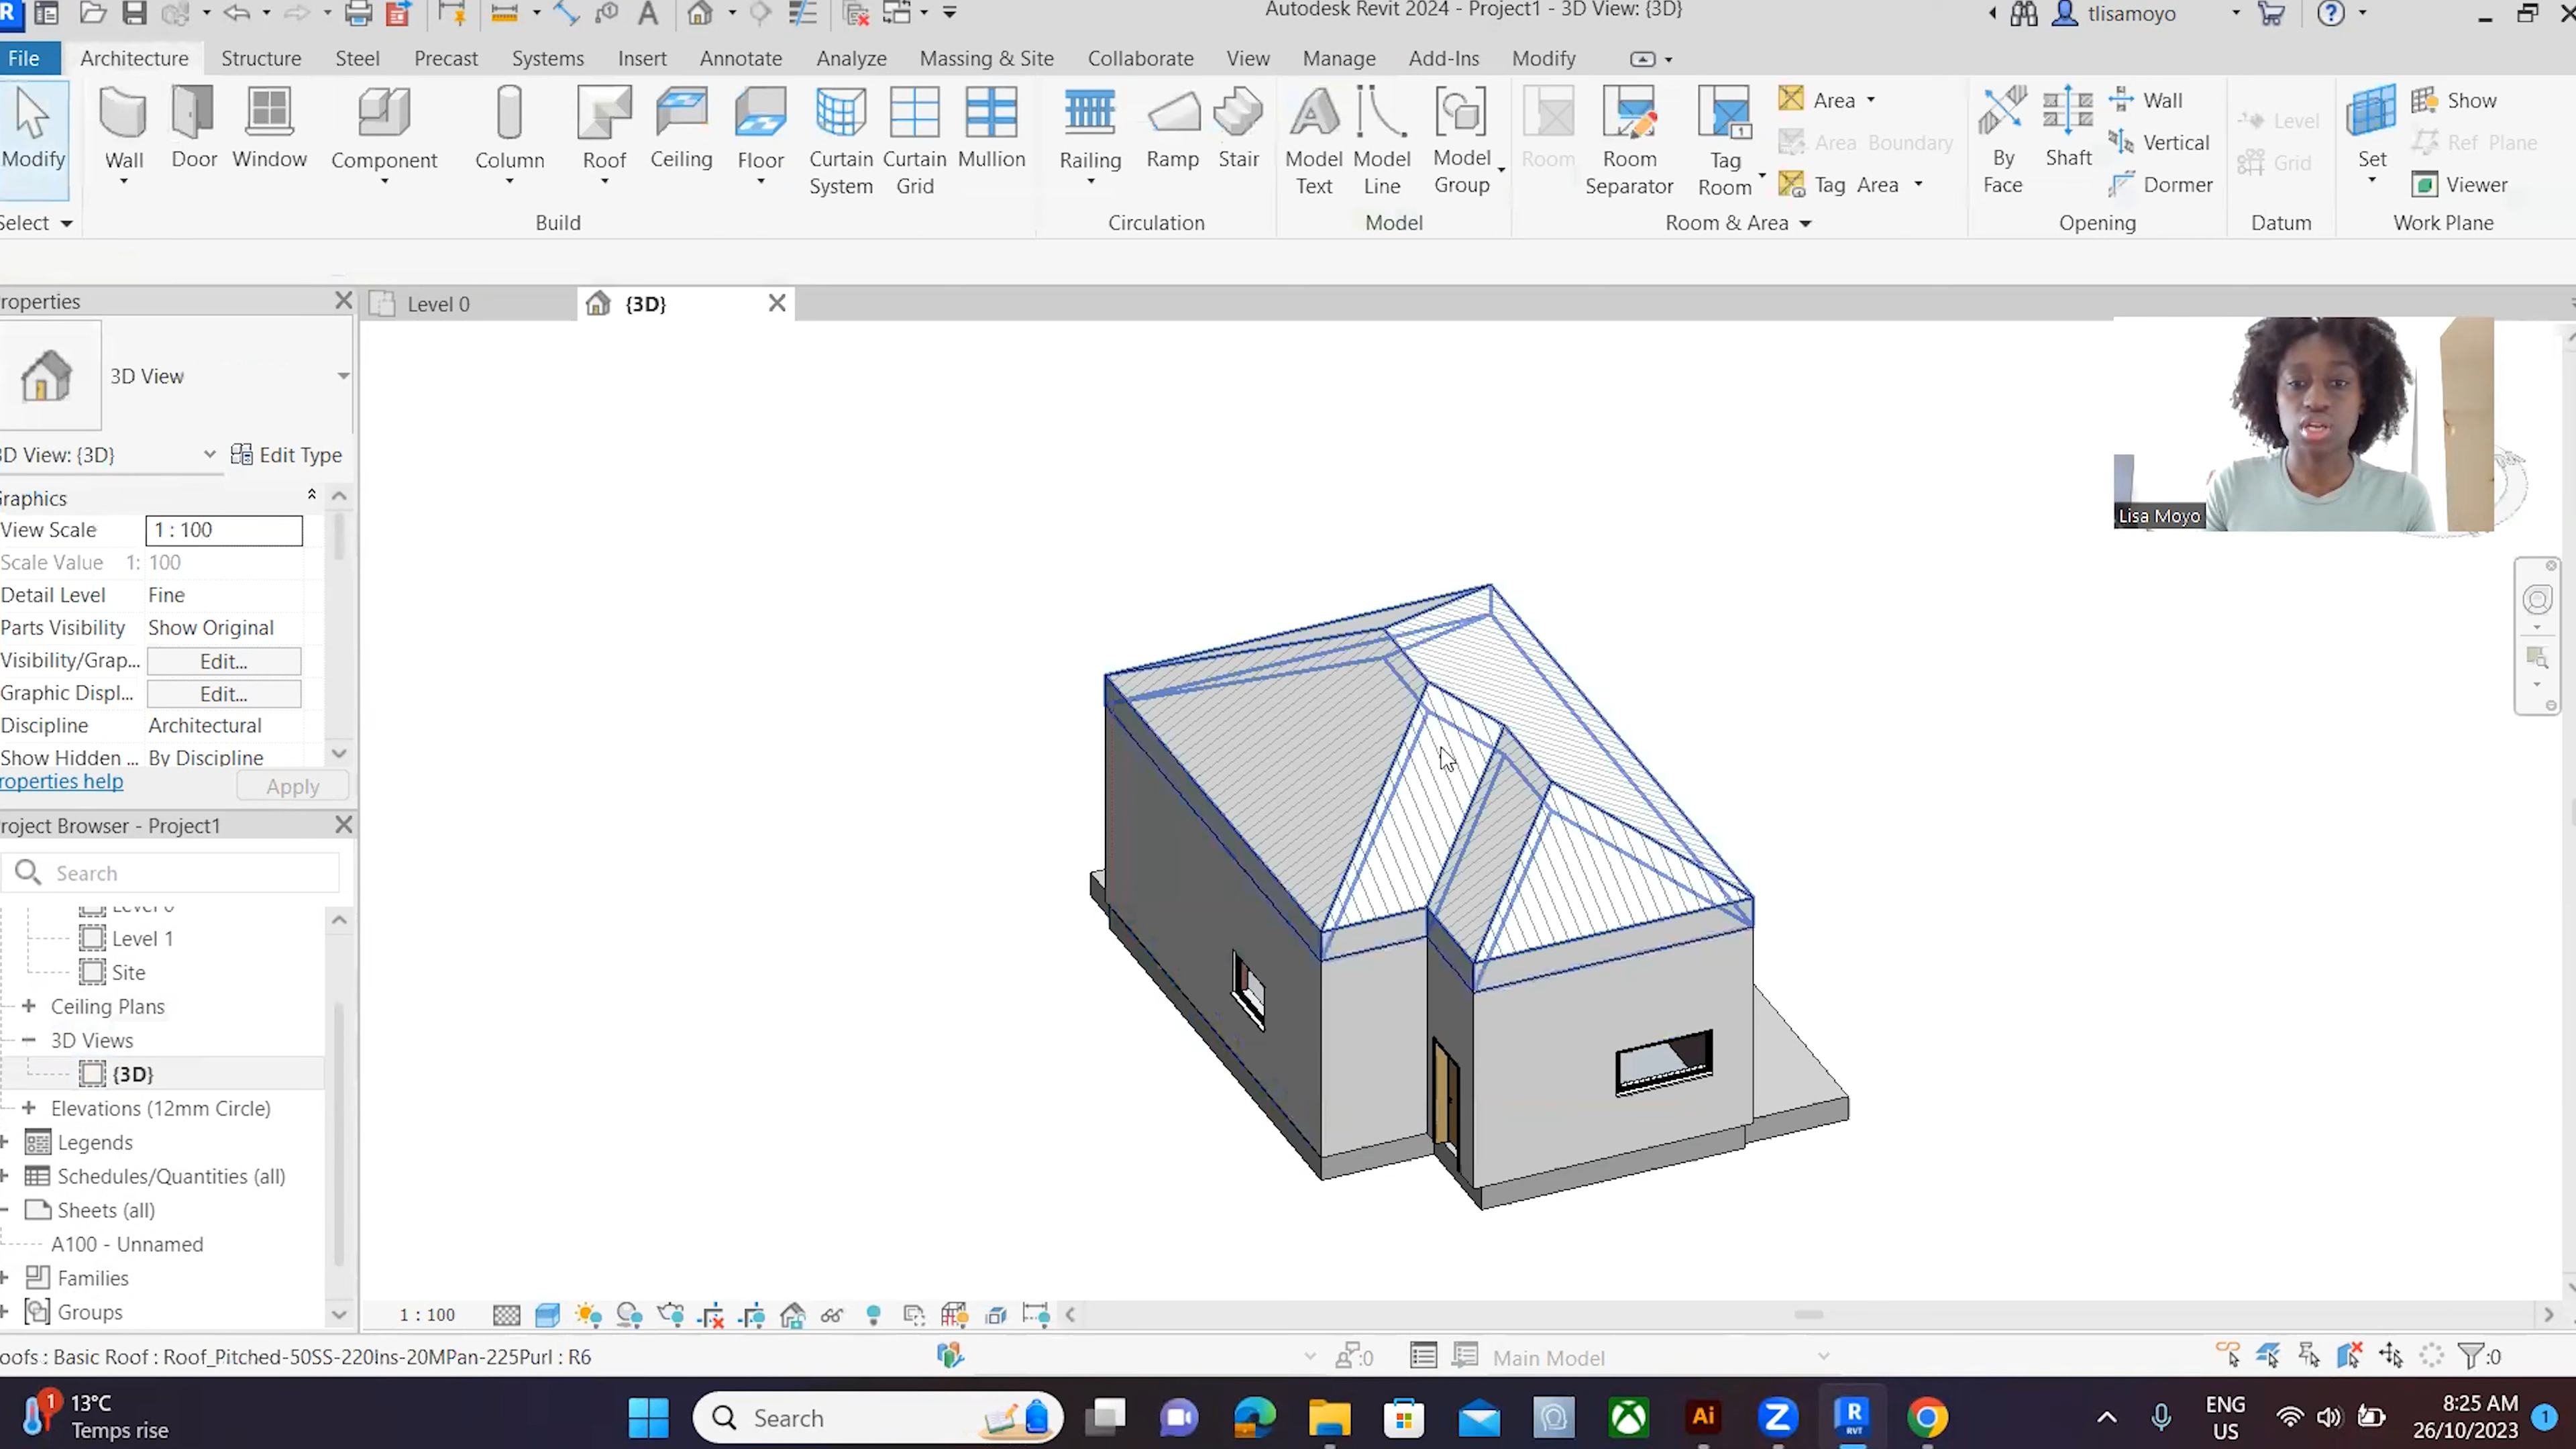 Autodesk Revit 2024 - Project1 - 3D View: {3D}
tlisamoyo
File
Architecture
Structure
Steel
Precast
Systems
Insert
Annotate
Analyze
Massing & Site
Collaborate
View
Manage
Add-Ins
Modify
Modify
Wall
Door
Window
Component
Column
Roof
Ceiling
Floor
Curtain
System
Curtain
Grid
Mullion
Railing
Ramp
Stair
Model
Text
Model
Line
Model
Group
Room
Room
Separator
Tag
Room
Area
Area Boundary
Tag Area
By
Face
Shaft
Wall
Vertical
Dormer
Level
Grid
Set
Show
Ref Plane
Viewer
Select
Build
Circulation
Model
Room & Area
Opening
Datum
Work Plane
roperties
Level 0
{3D}
3D View
3D View: {3D}
Edit Type
Graphics
View Scale
1 : 100
Scale Value 1:
100
Detail Level
Fine
Parts Visibility
Show Original
Visibility/Grap...
Edit...
Graphic Displ...
Edit...
Discipline
Architectural
Show Hidden ...
By Discipline
roperties help
Apply
roject Browser - Project1
Search
Level 0
Level 1
Site
Ceiling Plans
3D Views
{3D}
Elevations (12mm Circle)
Legends
Schedules/Quantities (all)
Sheets (all)
A100 - Unnamed
Families
Groups
Lisa Moyo
1 : 100
oofs : Basic Roof : Roof_Pitched-50SS-220Ins-20MPan-225Purl : R6
:0
Main Model
:0
1
13°C
Temps rise
Search
Ai
R
RVT
ENG
US
8:25 AM
26/10/2023
1